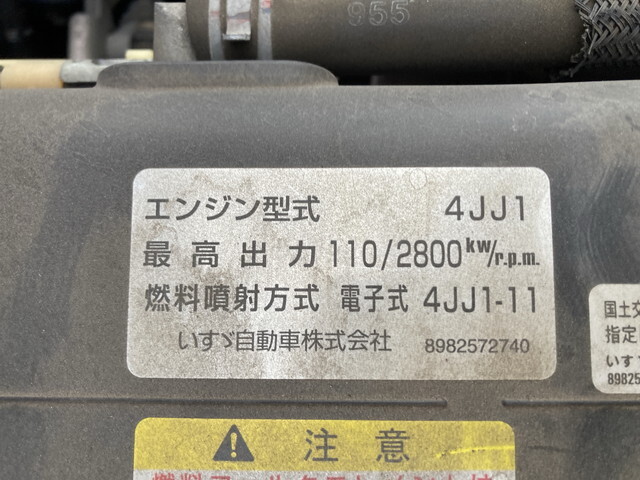 955
エンジン型式 4JJ1
最高出力 110/2800kw/r.p.m.
燃料噴射方式 電子式 4JJ1-11
いすゞ自動車株式会社 8982572740
国土交
指定
いすゞ
89825
⚠ 注意